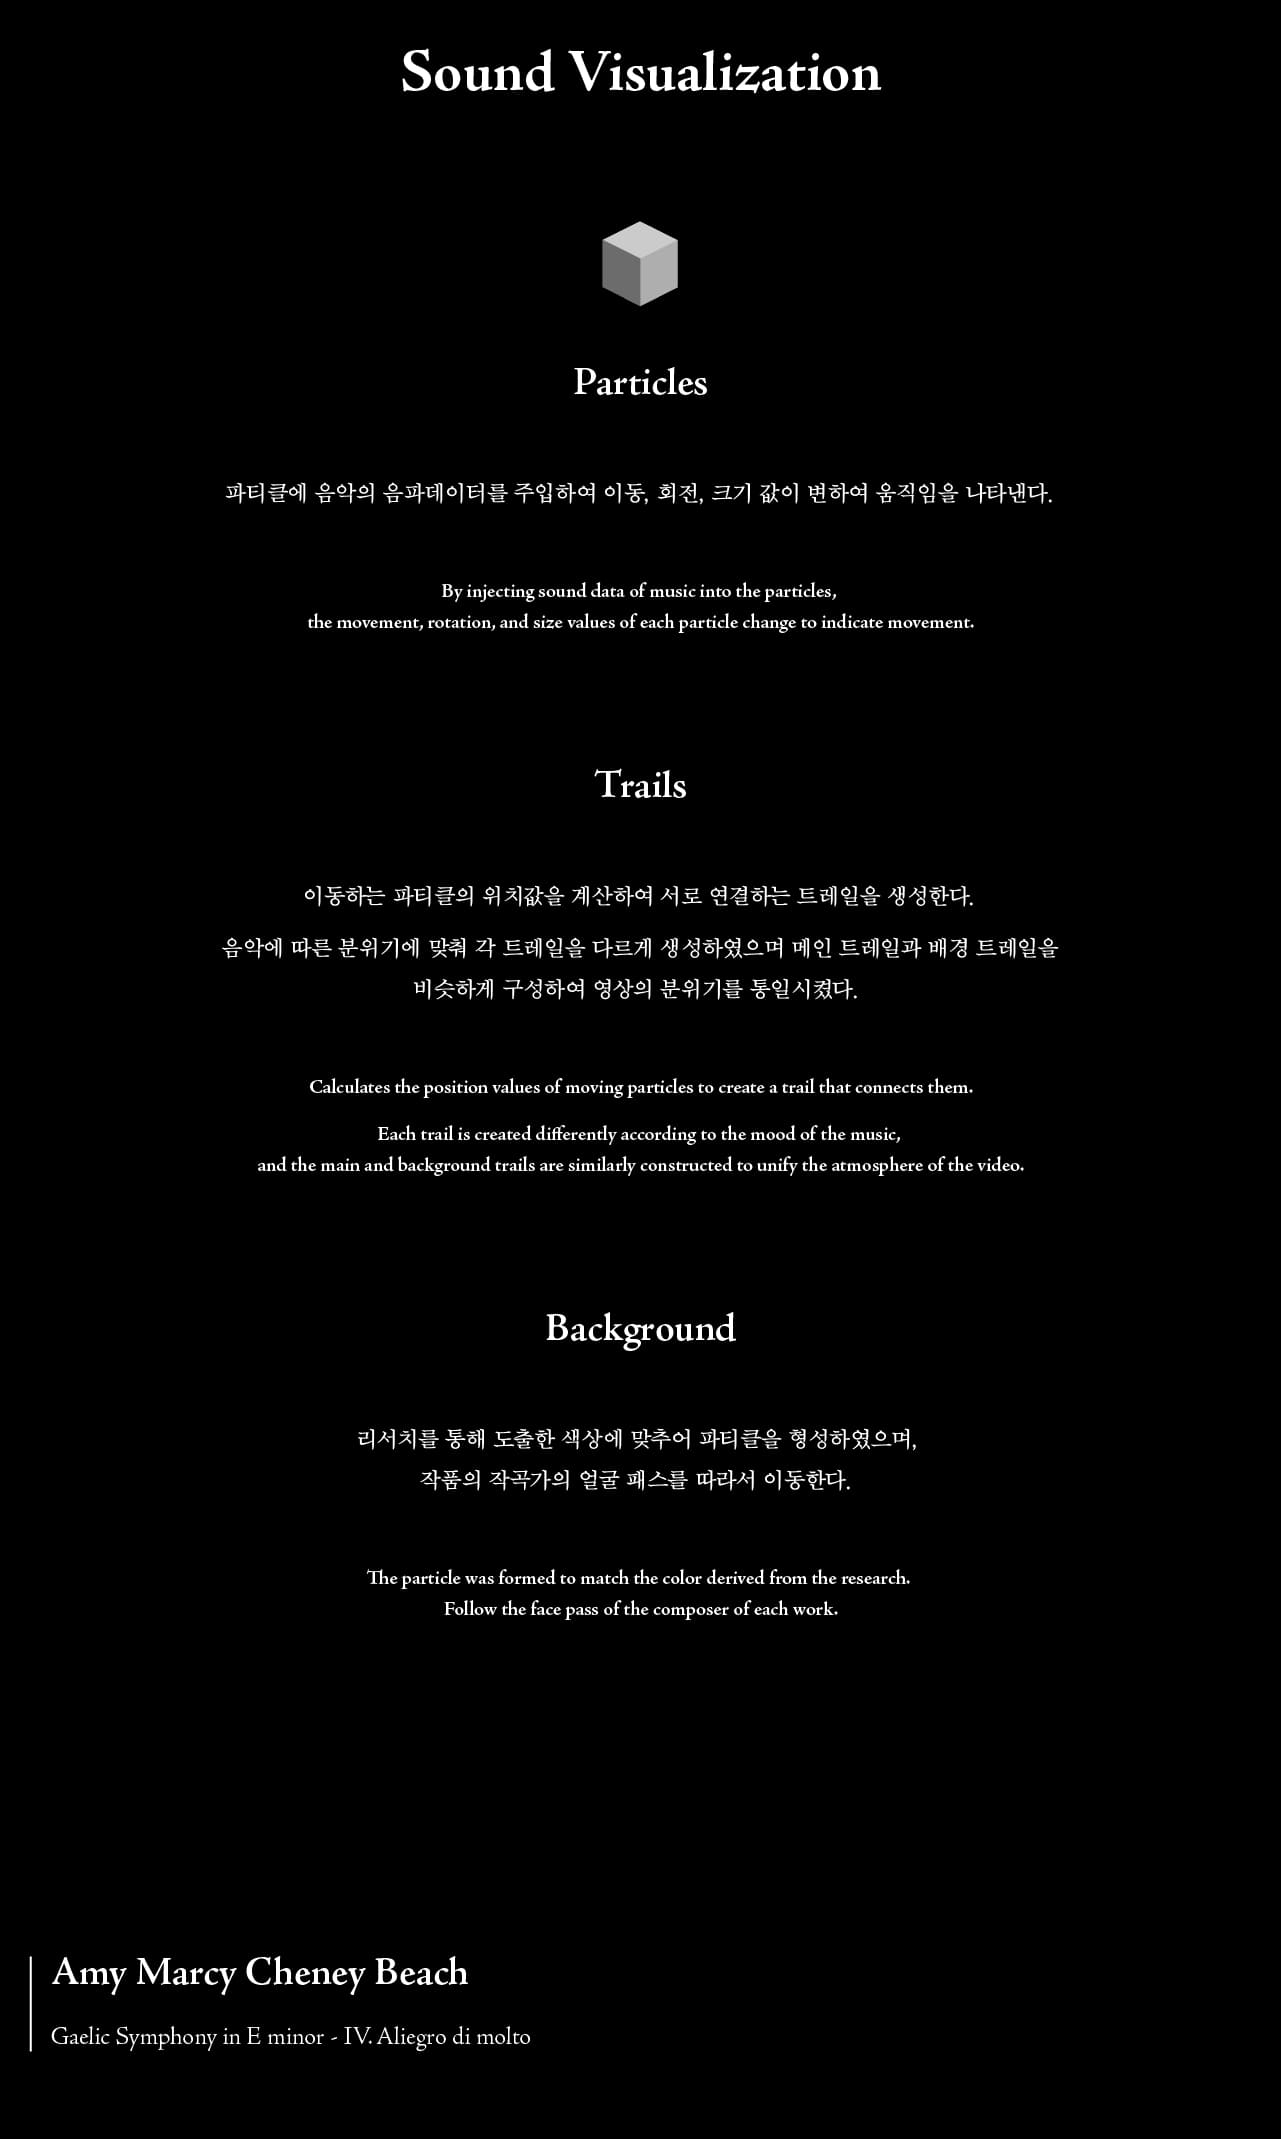 Sound Visualization
Particles
파티클에 음악의 음파데이터를 주입하여 이동, 회전, 크기 값이 변하여 움직임을 나타낸다.
By injecting sound data of music into the particles,
the movement, rotation, and size values of each particle change to indicate movement.
Trails
이동하는 파티클의 위치값을 계산하여 서로 연결하는 트레일을 생성한다.
음악에 따른 분위기에 맞춰 각 트레일을 다르게 생성하였으며 메인 트레일과 배경 트레일을
비슷하게 구성하여 영상의 분위기를 통일시켰다.
Calculates the position values of moving particles to create a trail that connects them.
Each trail is created differently according to the mood of the music,
and the main and background trails are similarly constructed to unify the atmosphere of the video.
Background
리서치를 통해 도출한 색상에 맞추어 파티클을 형성하였으며,
작품의 작곡가의 얼굴 패스를 따라서 이동한다.
The particle was formed to match the color derived from the research.
Follow the face pass of the composer of each work.
Amy Marcy Cheney Beach
Gaelic Symphony in E minor - IV. Aliegro di molto